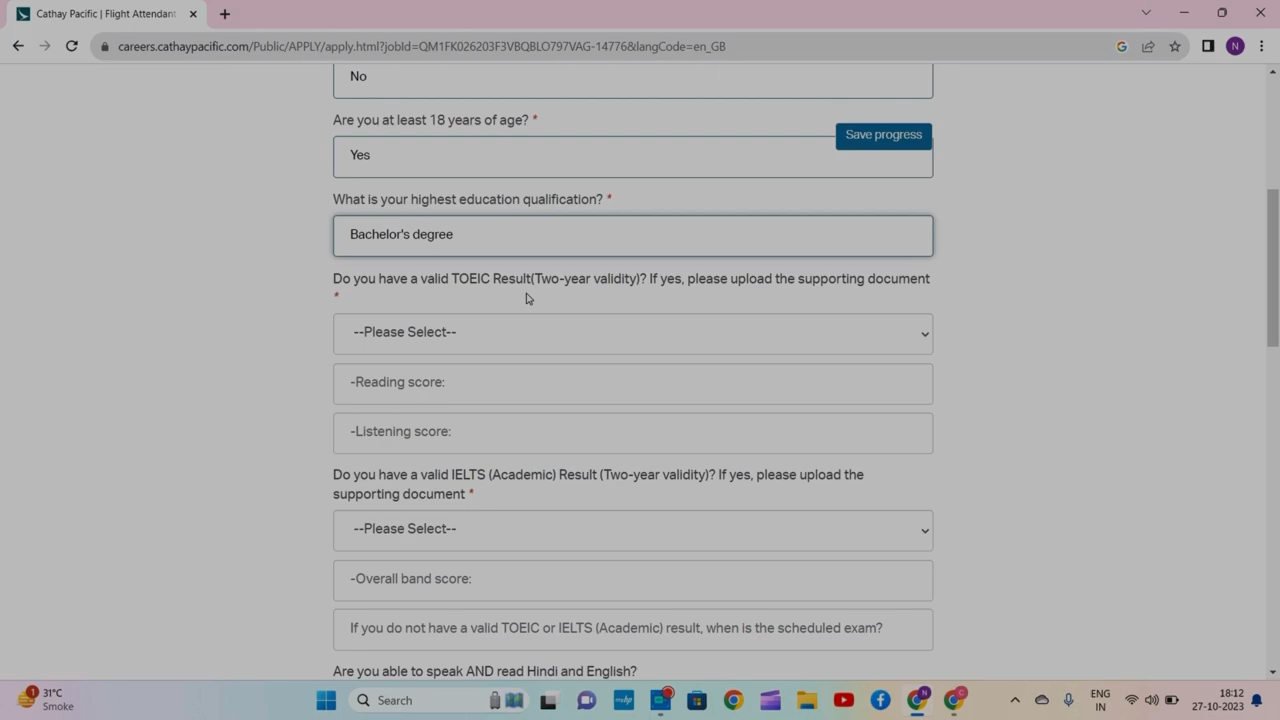 Cathay Pacific | Flight Attendant
careers.cathaypacific.com/Public/APPLY/apply.html?jobId=QM1FK026203F3VBQBLO797VAG-14776&langCode=en_GB
N
No
Are you at least 18 years of age? *
Save progress
Yes
What is your highest education qualification? *
Bachelor's degree
Do you have a valid TOEIC Result(Two-year validity)? If yes, please upload the supporting document
*
--Please Select--
-Reading score:
-Listening score:
Do you have a valid IELTS (Academic) Result (Two-year validity)? If yes, please upload the
supporting document *
--Please Select--
-Overall band score:
If you do not have a valid TOEIC or IELTS (Academic) result, when is the scheduled exam?
Are you able to speak AND read Hindi and English?
1
31°C
Smoke
Search
ENG
IN
18:12
27-10-2023